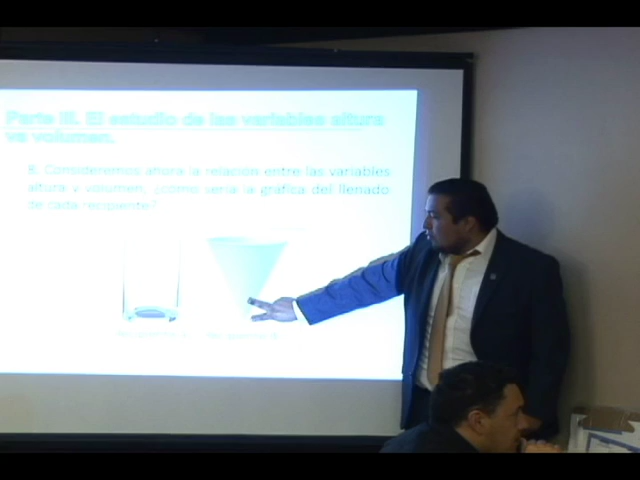 Parte III. El estudio de las variables altura
vs volumen.
8. Consideremos ahora la relación entre las variables
altura y volumen, ¿cómo sería la gráfica del llenado
de cada recipiente?